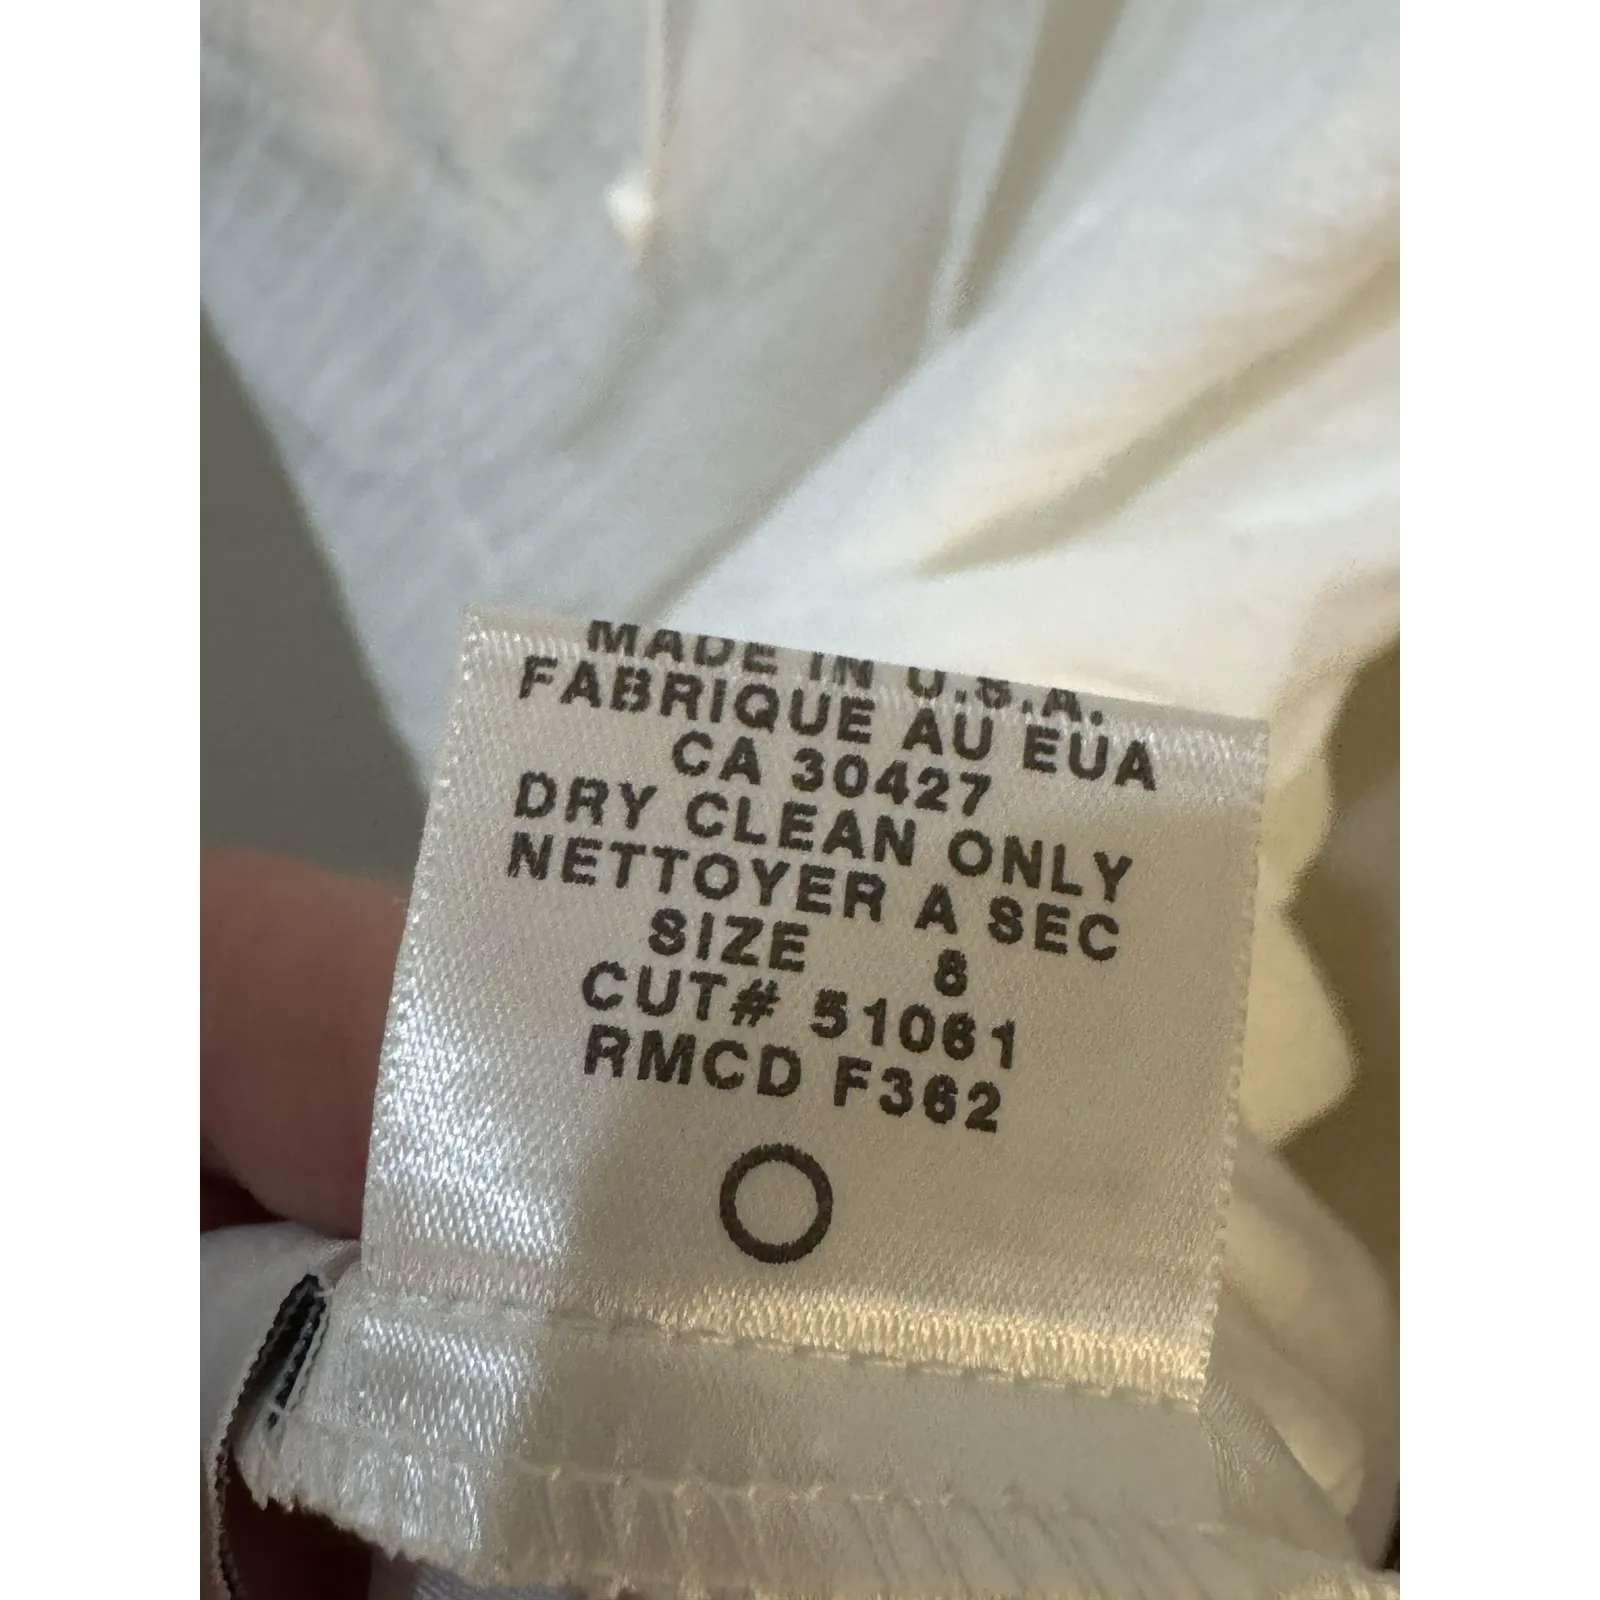 MADE IN U.S.A.
FABRIQUE AU EUA
CA 30427
DRY CLEAN ONLY
NETTOYER A SEC
SIZE 8
CUT# 51061
RMCD F362